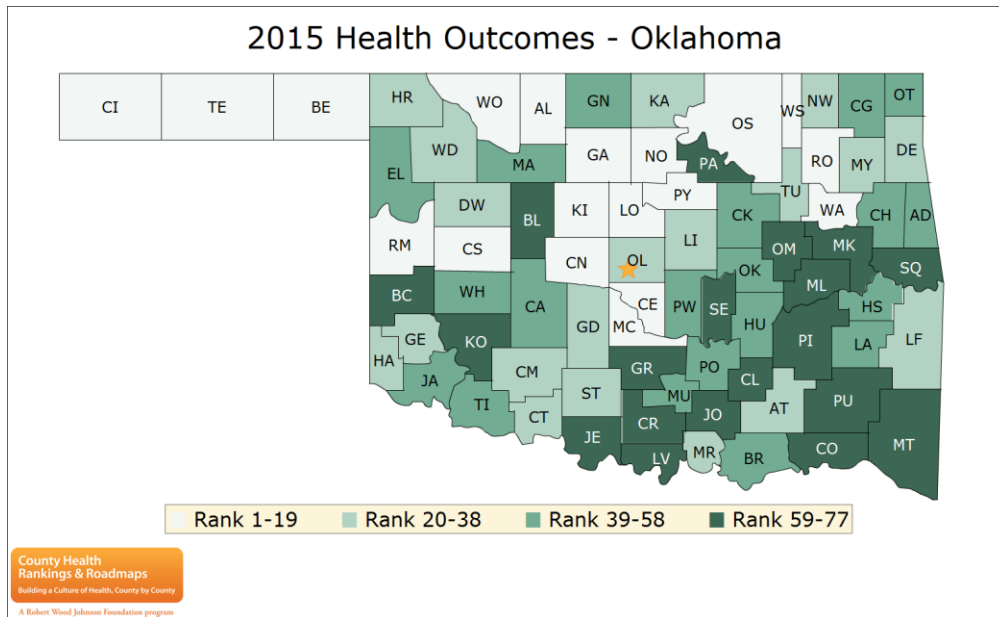 2015 Health Outcomes - Oklahoma
CI TE BE HR WO AL GN KA OS WS NW CG OT
WD MA GA NO PA RO MY DE
EL DW BL KI LO PY CK TU WA CH AD
RM CS CN OL LI OM MK SQ
BC WH CA CE PW SE OK ML HS
GE KO GD MC HU PI LA LF
HA JA CM GR PO CL
TI CT ST MU JO AT PU
JE CR LV MR BR CO MT
Rank 1-19 Rank 20-38 Rank 39-58 Rank 59-77
County Health
Rankings & Roadmaps
Building a Culture of Health, County by County
A Robert Wood Johnson Foundation program